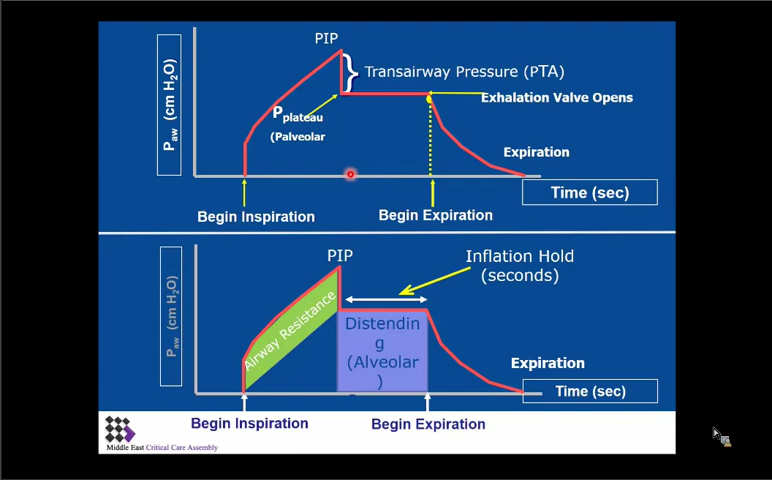 PIP
Transairway Pressure (PTA)
Paw (cm H2O)
Exhalation Valve Opens
Pplateau
(Palveolar
Expiration
Time (sec)
Begin Inspiration
Begin Expiration
PIP
Inflation Hold
(seconds)
Paw (cm H2O)
Airway Resistance
Distendin
g
(Alveolar
)
Expiration
Time (sec)
Begin Inspiration
Begin Expiration
Middle East Critical Care Assembly